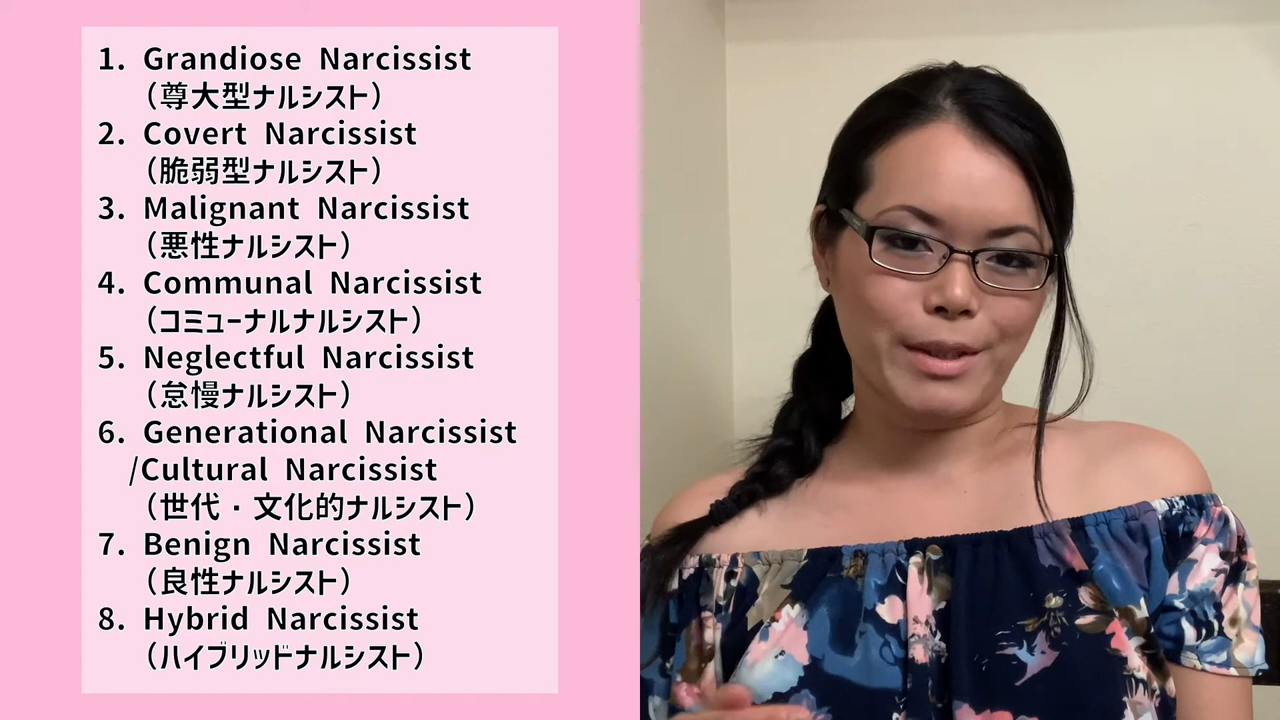 1. Grandiose Narcissist
（尊大型ナルシスト）
2. Covert Narcissist
（脆弱型ナルシスト）
3. Malignant Narcissist
（悪性ナルシスト）
4. Communal Narcissist
（コミューナルナルシスト）
5. Neglectful Narcissist
（怠慢ナルシスト）
6. Generational Narcissist
/Cultural Narcissist
（世代・文化的ナルシスト）
7. Benign Narcissist
（良性ナルシスト）
8. Hybrid Narcissist
（ハイブリッドナルシスト）